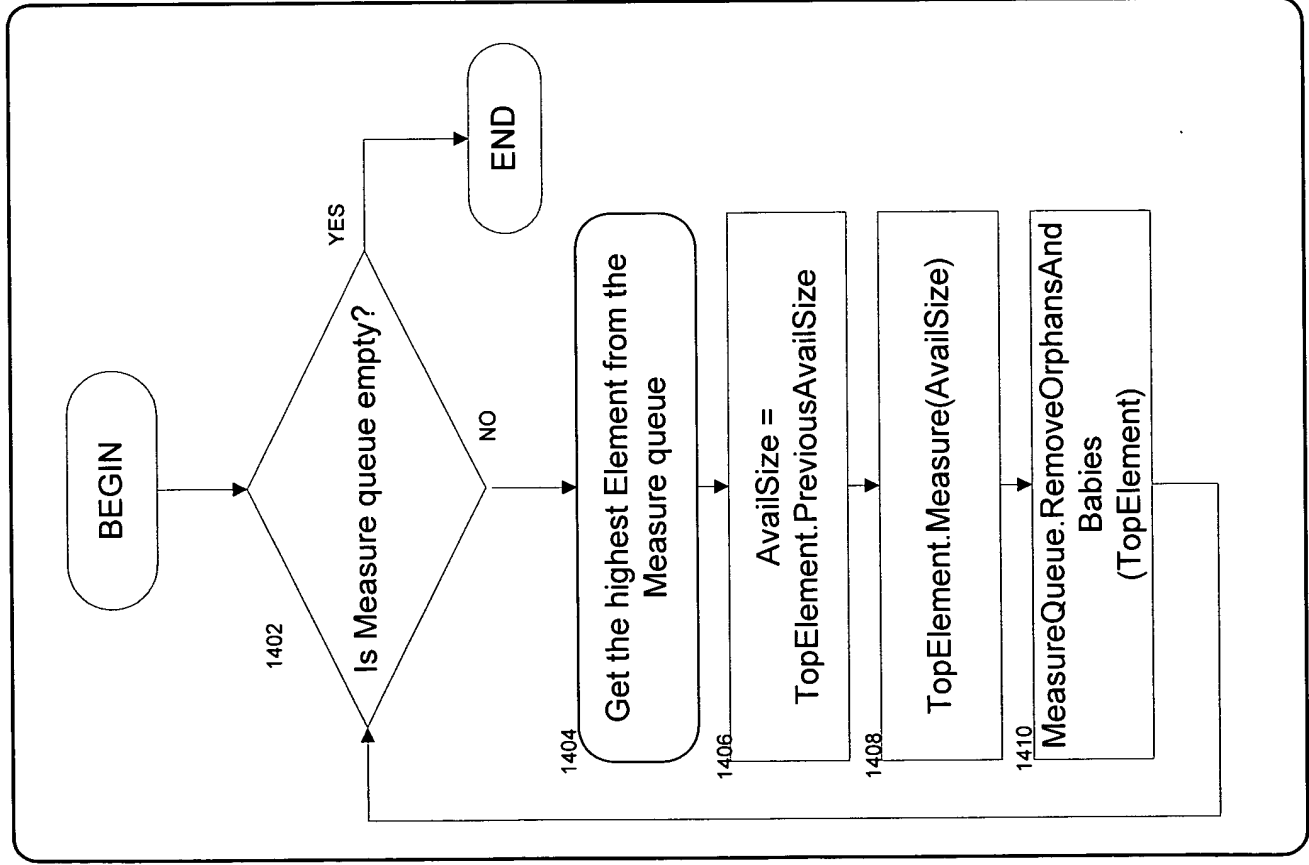 BEGIN
1402
Is Measure queue empty?
YES
END
NO
1404
Get the highest Element from the
Measure queue
1406
AvailSize =
TopElement.PreviousAvailSize
1408
TopElement.Measure(AvailSize)
1410
MeasureQueue.RemoveOrphansAnd
Babies
(TopElement)